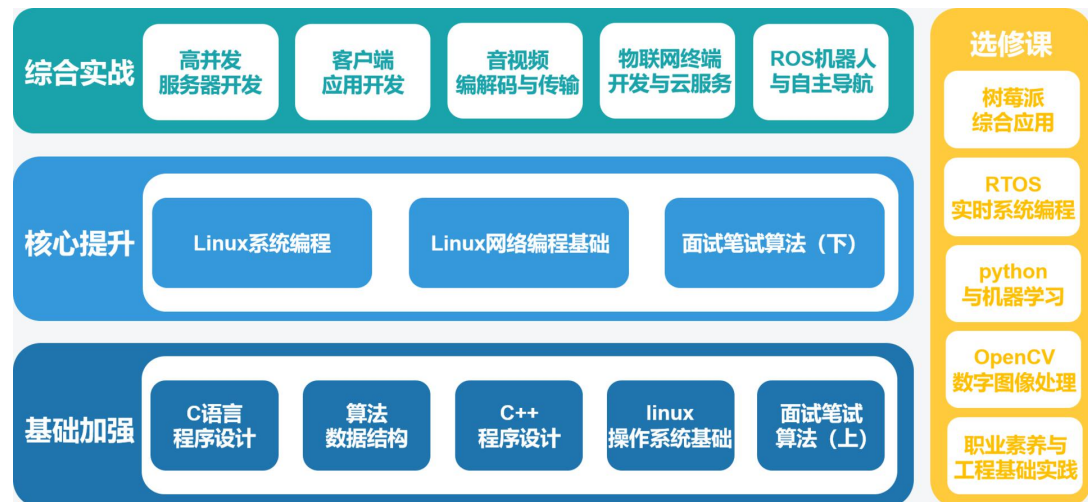 综合实战
高并发
服务器开发
客户端
应用开发
音视频
编解码与传输
物联网终端
开发与云服务
ROS机器人
与自主导航
核心提升
Linux系统编程
Linux网络编程基础
面试笔试算法（下）
基础加强
C语言
程序设计
算法
数据结构
C++
程序设计
linux
操作系统基础
面试笔试
算法（上）
选修课
树莓派
综合应用
RTOS
实时系统编程
python
与机器学习
OpenCV
数字图像处理
职业素养与
工程基础实践